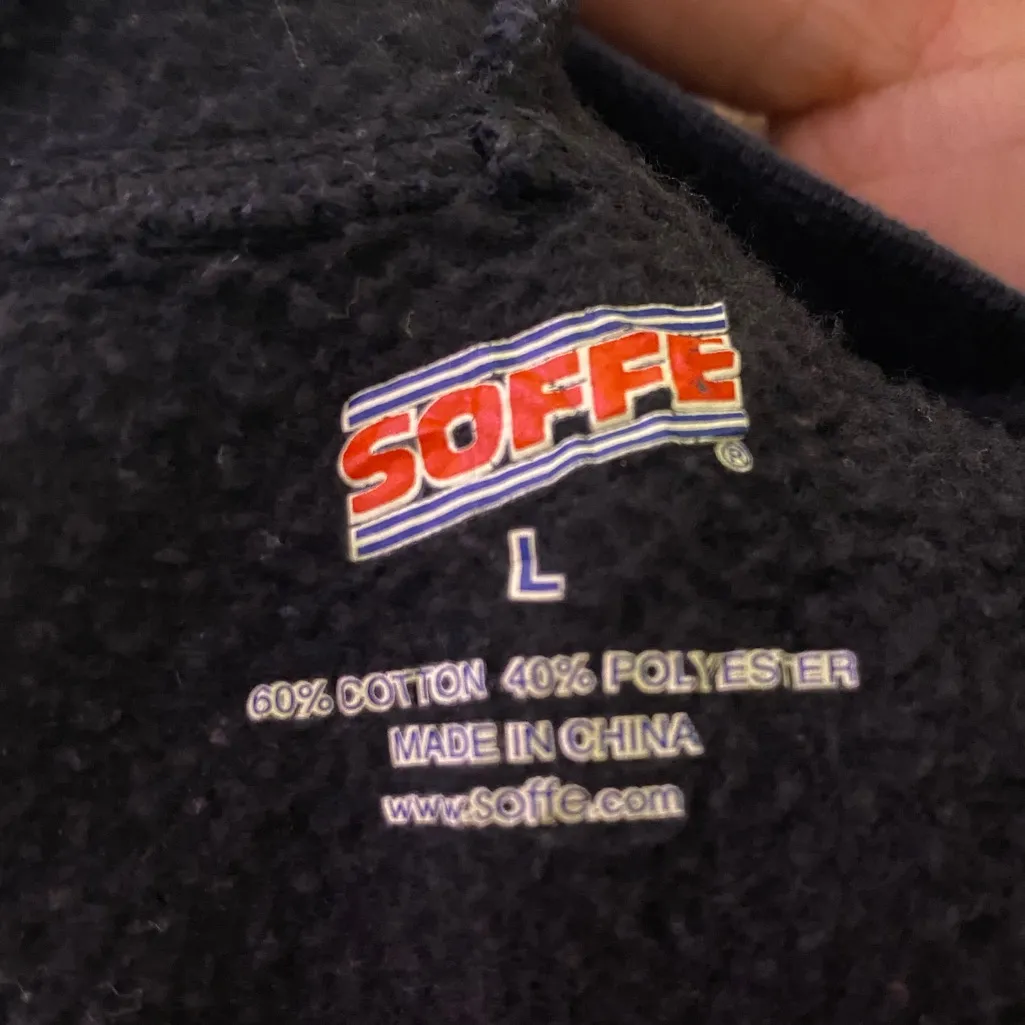 SOFFE
®
L
60% COTTON 40% POLYESTER
MADE IN CHINA
www.soffe.com